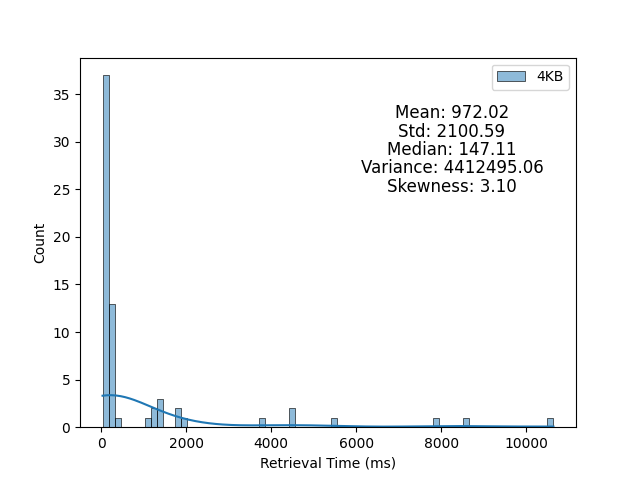 4KB
Mean: 972.02
Std: 2100.59
Median: 147.11
Variance: 4412495.06
Skewness: 3.10
35
30
25
20
15
10
5
0
Count
0 2000 4000 6000 8000 10000
Retrieval Time (ms)